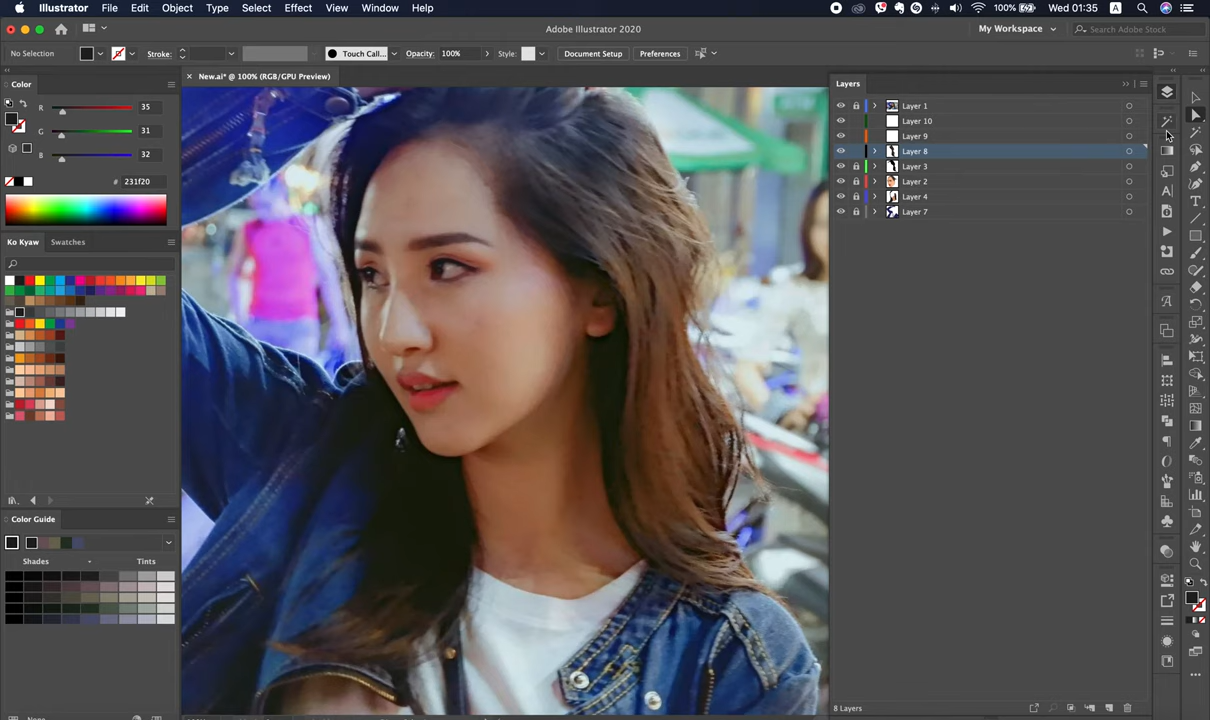 Illustrator File Edit Object Type Select Effect View Window Help
100% Wed 01:35 A
Adobe Illustrator 2020
My Workspace
Search Adobe Stock
No Selection
Stroke:
Touch Call...
Opacity: 100%
Style:
Document Setup
Preferences
× New.ai* @ 100% (RGB/GPU Preview)
Color
R 35
G 31
B 32
# 231f20
Ko Kyaw Swatches
Color Guide
Shades Tints
None
Layers
Layer 1
Layer 10
Layer 9
Layer 8
Layer 3
Layer 2
Layer 4
Layer 7
8 Layers